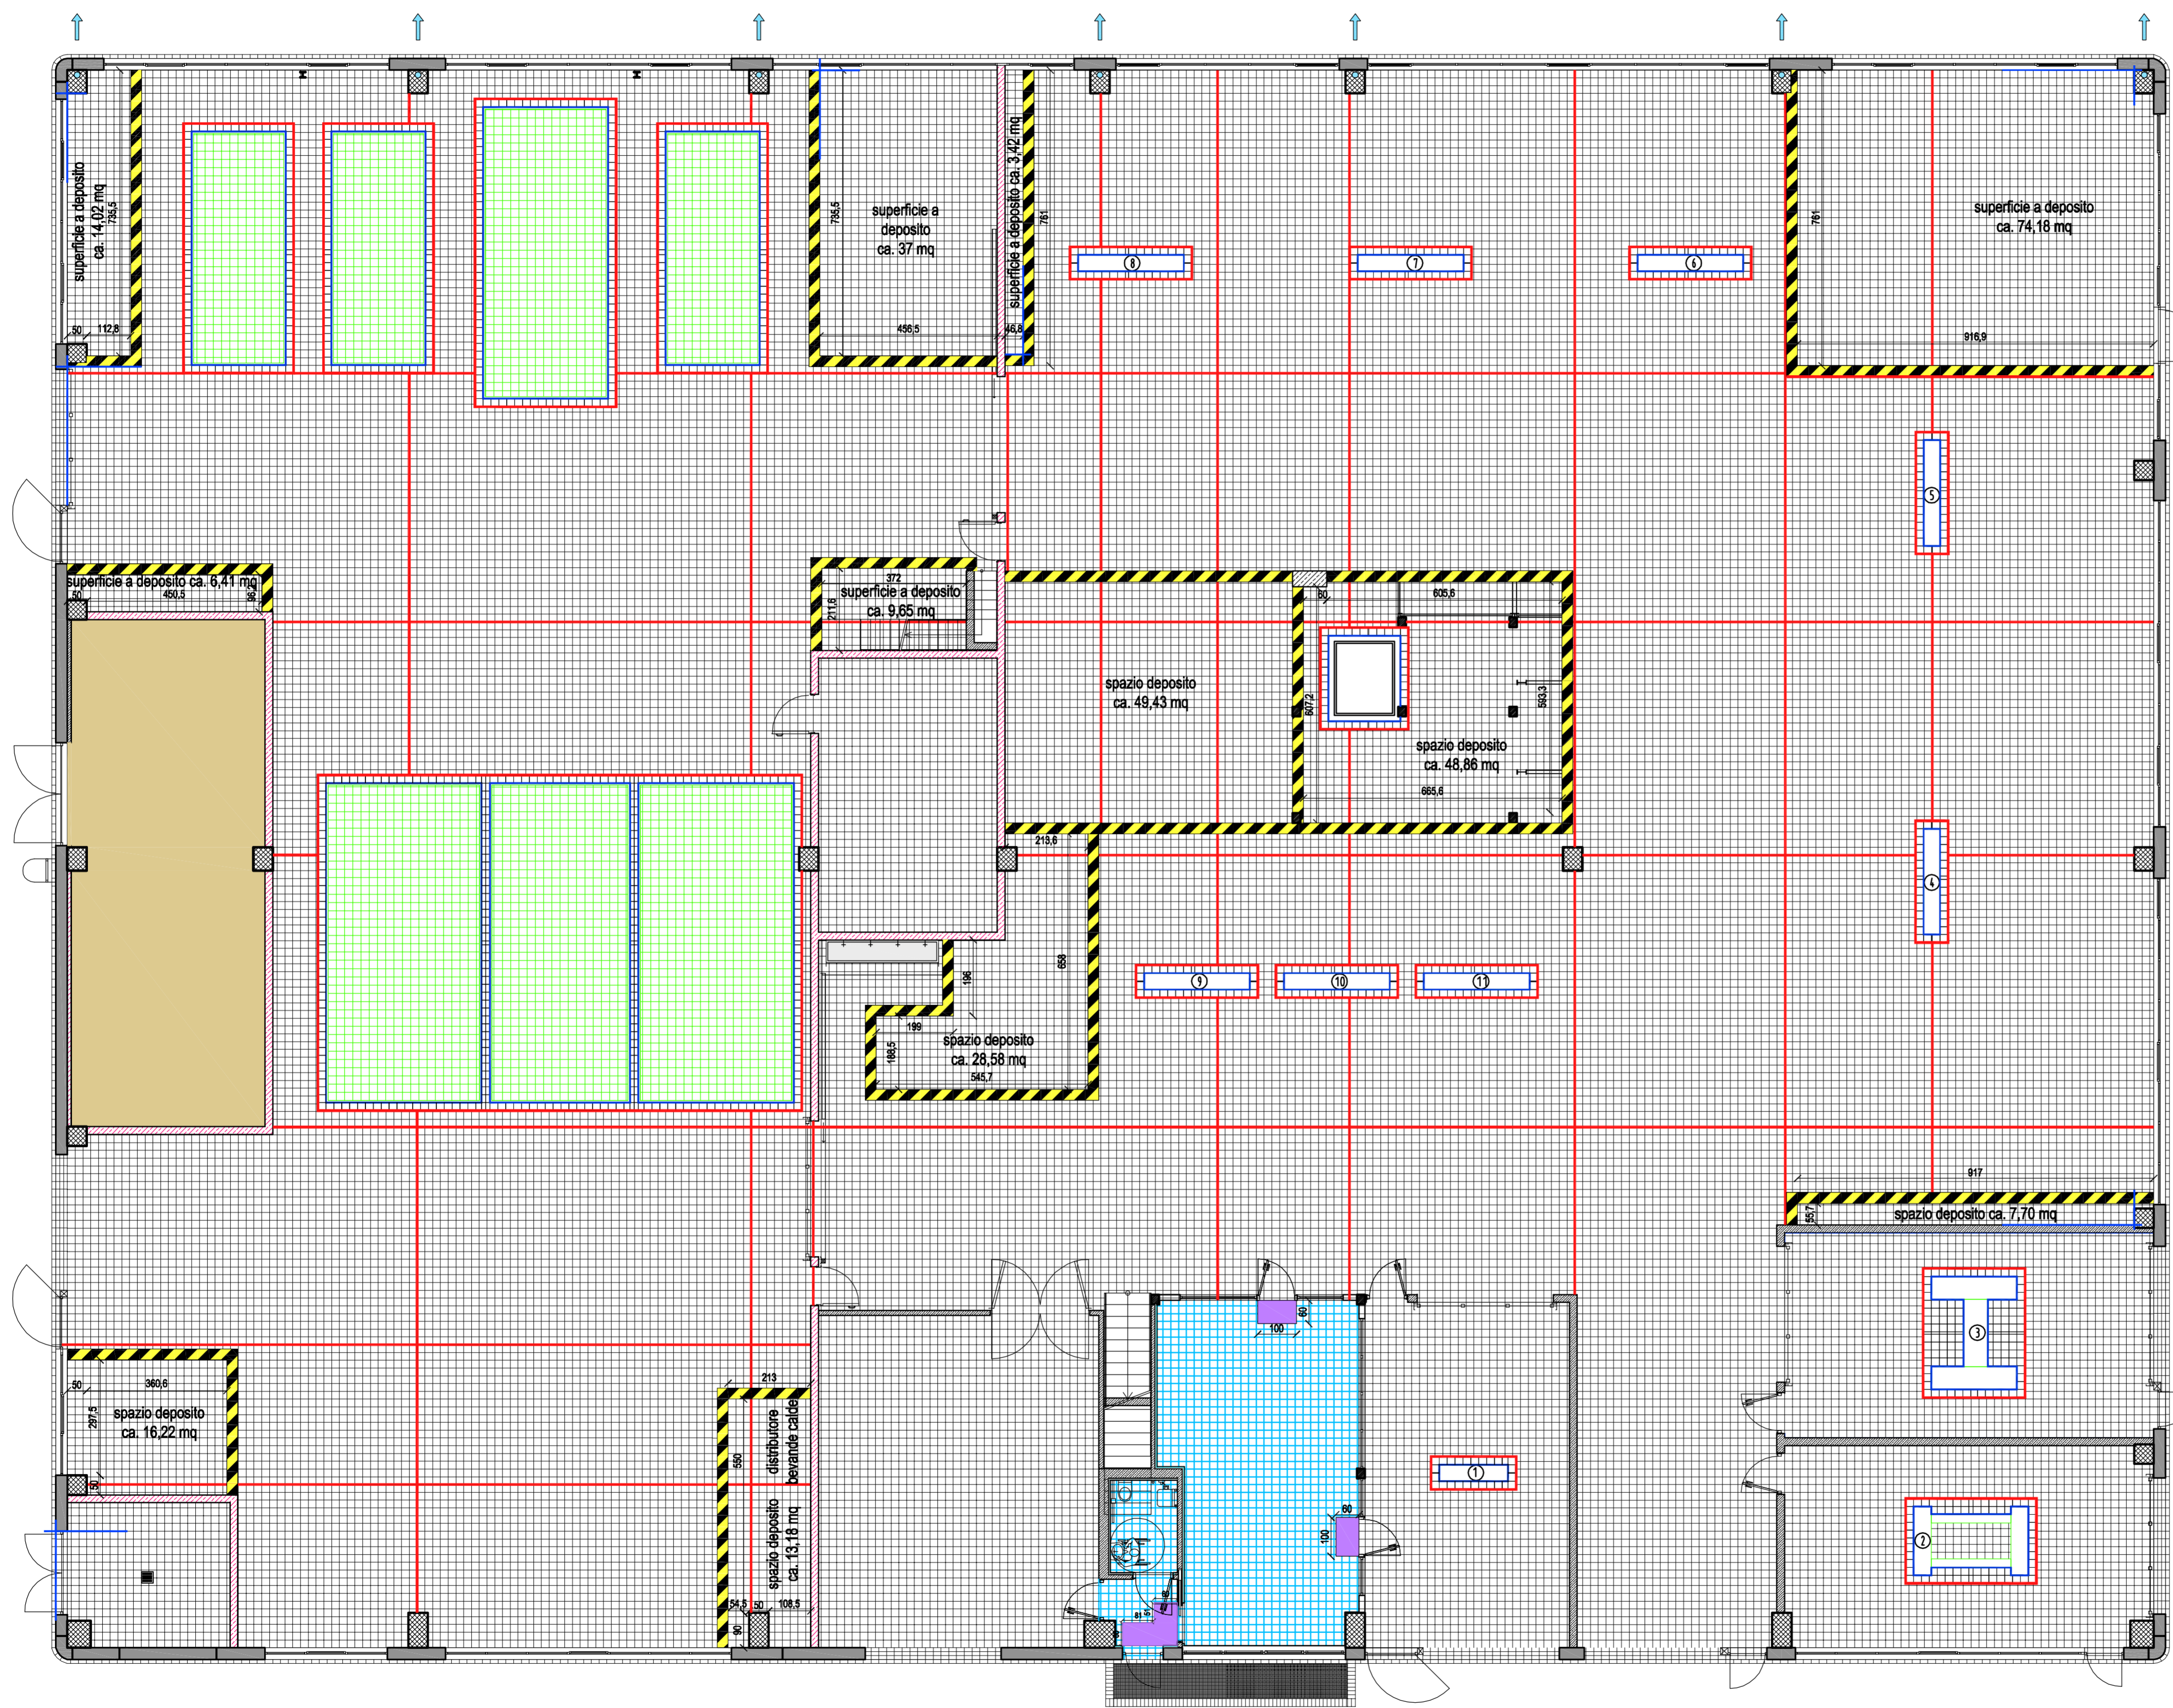 superficie a deposito
ca. 14,02 mq
735,5
50
112,8
735,5
superficie a
deposito
ca. 37 mq
456,5
superficie a deposito ca. 3,42 mq
761
46,8
8
7
6
761
superficie a deposito
ca. 74,18 mq
916,9
5
superficie a deposito ca. 6,41 mq
50
450,5
96,2
372
superficie a deposito
ca. 9,65 mq
211,6
60
605,6
spazio deposito
ca. 49,43 mq
607,2
593,3
spazio deposito
ca. 48,86 mq
665,6
213,6
4
658
196
199
188,5
spazio deposito
ca. 28,58 mq
545,7
9
10
11
917
55,7
spazio deposito ca. 7,70 mq
60
100
3
50
360,6
297,5
spazio deposito
ca. 16,22 mq
50
213
550
distributore
bevande calde
spazio deposito
ca. 13,18 mq
54,5
50
108,5
90
1
60
100
2
81
51